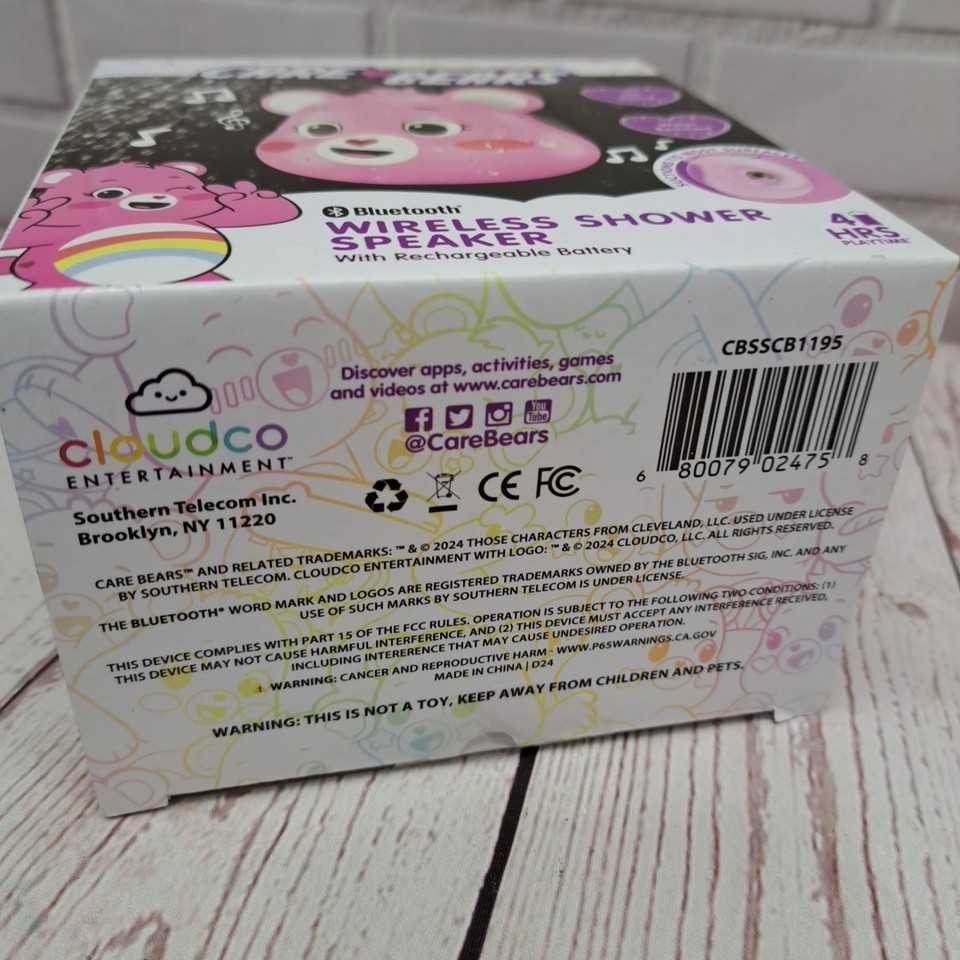 CARE BEARS
Bluetooth®
WIRELESS SHOWER
SPEAKER
With Rechargeable Battery
4
HRS
PLAYTIME
cloudco
ENTERTAINMENT™
Southern Telecom Inc.
Brooklyn, NY 11220
Discover apps, activities, games
and videos at www.carebears.com
You
Tube
@CareBears
CBSSCB1195
6 80079 02475 8
CE FC
CARE BEARS™ AND RELATED TRADEMARKS: ™ & © 2024 THOSE CHARACTERS FROM CLEVELAND, LLC. USED UNDER LICENSE
BY SOUTHERN TELECOM. CLOUDCO ENTERTAINMENT WITH LOGO: ™ & © 2024 CLOUDCO, LLC. ALL RIGHTS RESERVED.
THE BLUETOOTH® WORD MARK AND LOGOS ARE REGISTERED TRADEMARKS OWNED BY THE BLUETOOTH SIG, INC. AND ANY
USE OF SUCH MARKS BY SOUTHERN TELECOM IS UNDER LICENSE.
THIS DEVICE COMPLIES WITH PART 15 OF THE FCC RULES. OPERATION IS SUBJECT TO THE FOLLOWING TWO CONDITIONS: (1)
THIS DEVICE MAY NOT CAUSE HARMFUL INTERFERENCE, AND (2) THIS DEVICE MUST ACCEPT ANY INTERFERENCE RECEIVED,
INCLUDING INTERERENCE THAT MAY CAUSE UNDESIRED OPERATION.
WARNING: CANCER AND REPRODUCTIVE HARM - WWW.P65WARNINGS.CA.GOV
MADE IN CHINA | D24
WARNING: THIS IS NOT A TOY, KEEP AWAY FROM CHILDREN AND PETS.